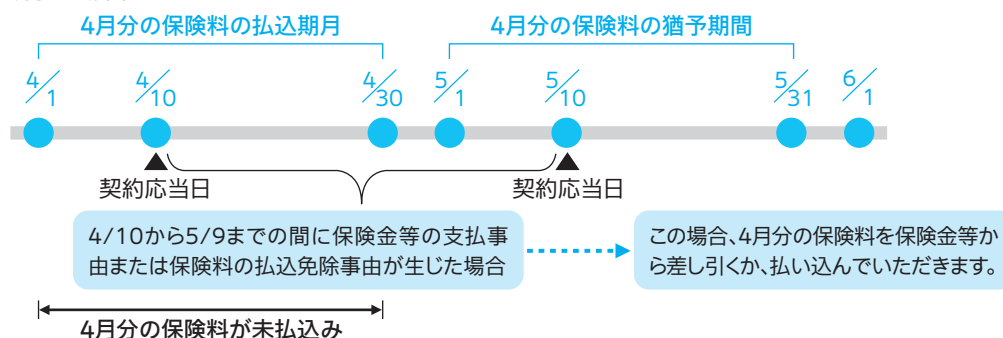 4月分の保険料の払込期月
4月分の保険料の猶予期間
4/1
4/10
4/30
5/1
5/10
5/31
6/1
契約応当日
契約応当日
4/10から5/9までの間に保険金等の支払事
由または保険料の払込免除事由が生じた場合
この場合、4月分の保険料を保険金等か
ら差し引くか、払い込んでいただきます。
4月分の保険料が未払込み